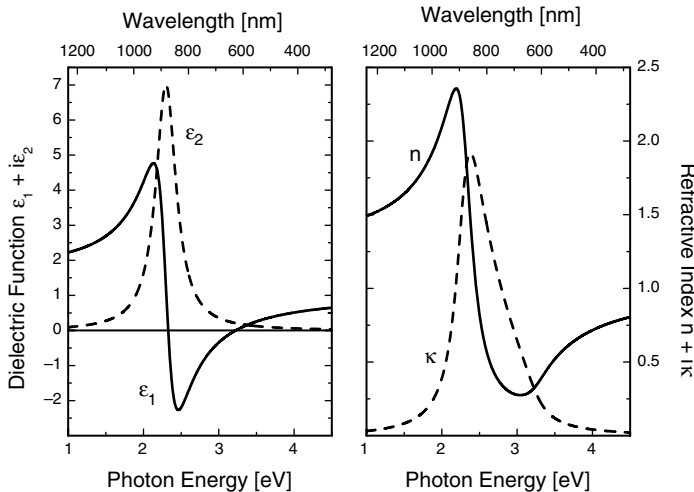 Wavelength [nm]
1200 1000 800 600 400
7
6
5
4
3
2
1
0
−1
−2
Dielectric Function ε₁ + iε₂
ε₂
ε₁
1 2 3 4
Photon Energy [eV]
Wavelength [nm]
1200 1000 800 600 400
n
κ
2.5
2.0
1.5
1.0
0.5
Refractive Index n + ıκ
1 2 3 4
Photon Energy [eV]